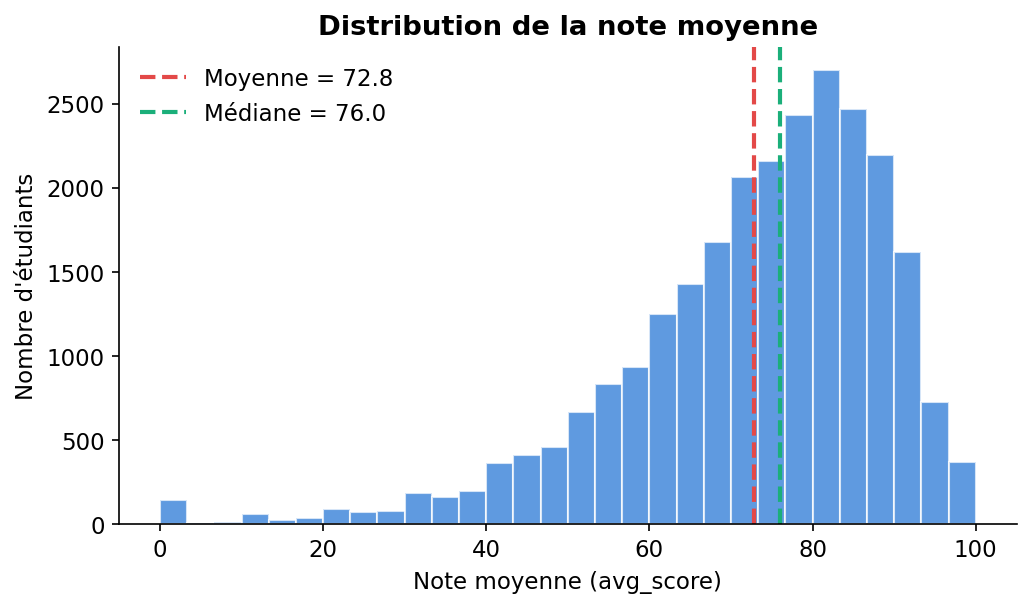 Distribution de la note moyenne
Moyenne = 72.8
Médiane = 76.0
Nombre d'étudiants
2500
2000
1500
1000
500
0
0 20 40 60 80 100
Note moyenne (avg_score)